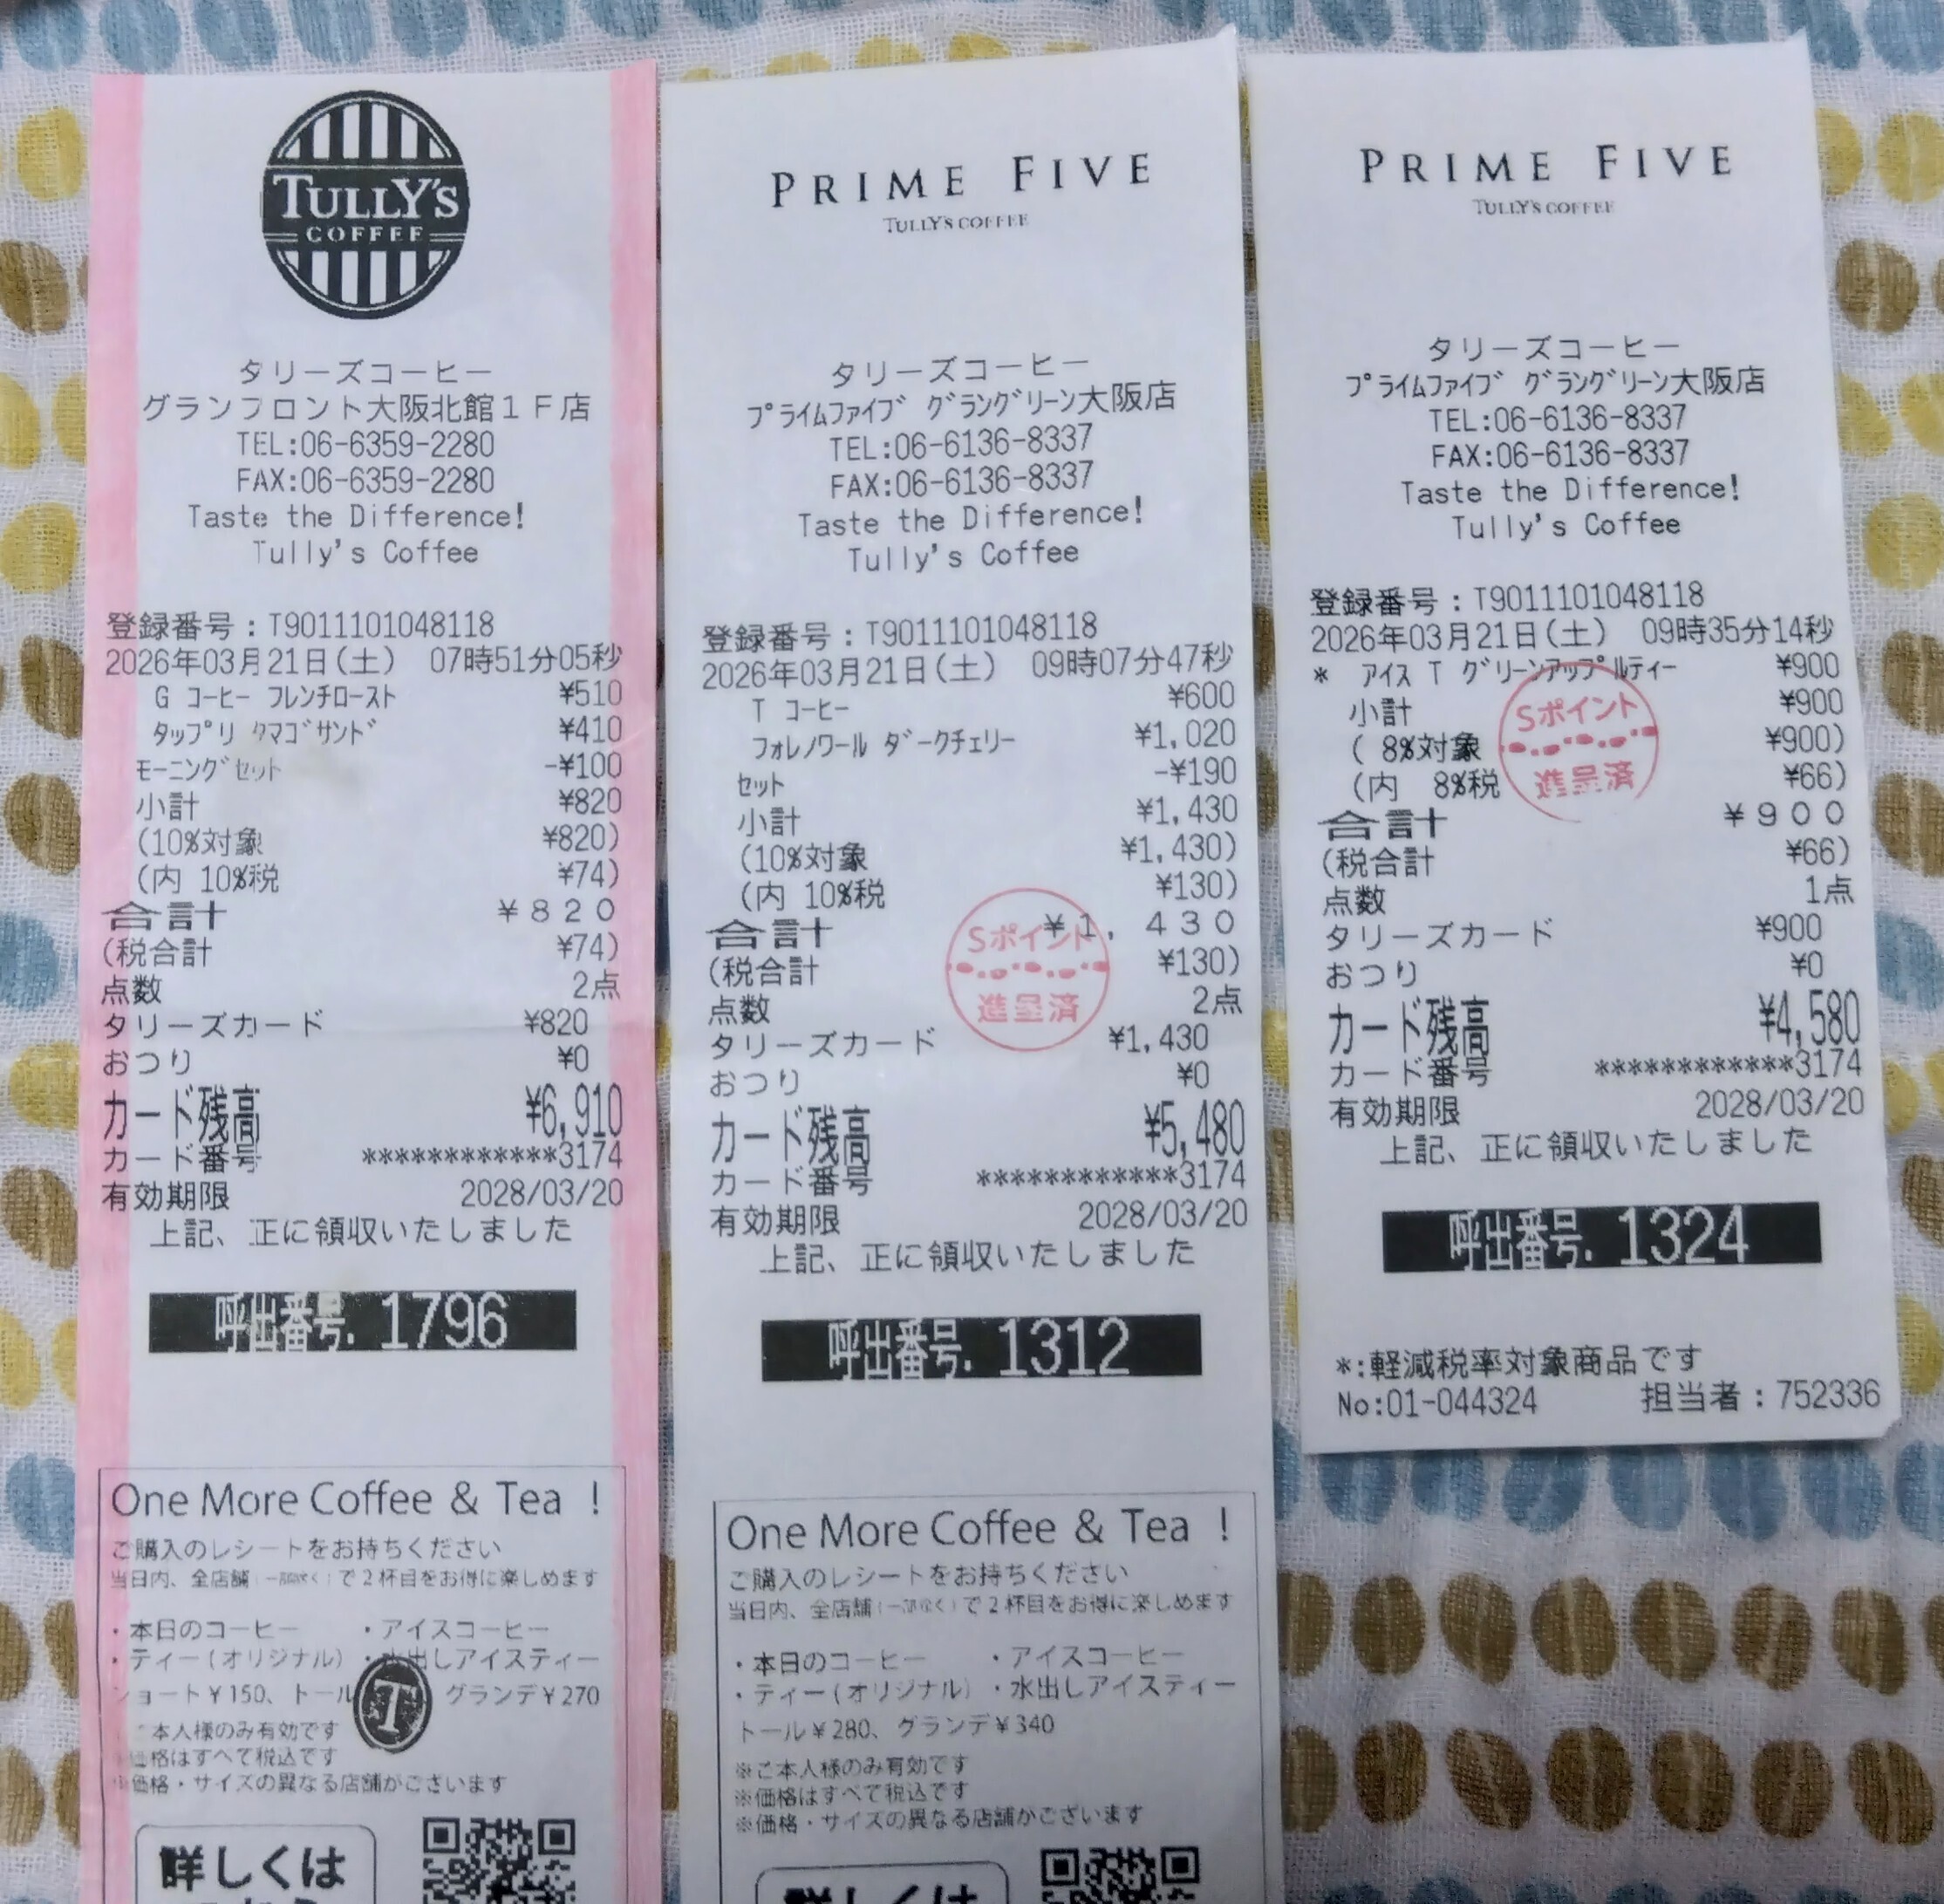 TULLY'S
COFFEE
タリーズコーヒー
グランフロント大阪北館1F店
TEL:06-6359-2280
FAX:06-6359-2280
Taste the Difference!
Tully's Coffee
登録番号:T9011101048118
2026年03月21日(土) 07時51分05秒
G コーヒー フレンチロースト ¥510
タップリ タマゴサンド ¥410
モーニングセット -¥100
小計 ¥820
(10%対象 ¥820)
(内 10%税 ¥74)
合計 ¥820
(税合計 ¥74)
点数 2点
タリーズカード ¥820
おつり ¥0
カード残高 ¥6,910
カード番号 ************3174
有効期限 2028/03/20
上記、正に領収いたしました
呼出番号. 1796
One More Coffee & Tea !
ご購入のレシートをお持ちください
当日内、全店舗(一部除く)で2杯目をお得に楽しめます
・本日のコーヒー ・アイスコーヒー
・ティー(オリジナル) ・水出しアイスティー
ショート¥150、トール グランデ¥270
T
ご本人様のみ有効です
※価格はすべて税込です
※価格・サイズの異なる店舗がございます
詳しくは
PRIME FIVE
TULLY'S COFFEE
タリーズコーヒー
プライムファイブ グラングリーン大阪店
TEL:06-6136-8337
FAX:06-6136-8337
Taste the Difference!
Tully's Coffee
登録番号:T9011101048118
2026年03月21日(土) 09時07分47秒
T コーヒー ¥600
フォレノワール ダークチェリー ¥1,020
セット -¥190
小計 ¥1,430
(10%対象 ¥1,430)
(内 10%税 ¥130)
合計 ¥1,430
(税合計 ¥130)
点数 2点
タリーズカード ¥1,430
おつり ¥0
カード残高 ¥5,480
カード番号 ************3174
有効期限 2028/03/20
上記、正に領収いたしました
Sポイント
進呈済
呼出番号. 1312
One More Coffee & Tea !
ご購入のレシートをお持ちください
当日内、全店舗(一部除く)で2杯目をお得に楽しめます
・本日のコーヒー ・アイスコーヒー
・ティー(オリジナル) ・水出しアイスティー
トール¥280、グランデ¥340
※ご本人様のみ有効です
※価格はすべて税込です
※価格・サイズの異なる店舗がございます
詳しくは
PRIME FIVE
TULLY'S COFFEE
タリーズコーヒー
プライムファイブ グラングリーン大阪店
TEL:06-6136-8337
FAX:06-6136-8337
Taste the Difference!
Tully's Coffee
登録番号:T9011101048118
2026年03月21日(土) 09時35分14秒
* アイス T グリーンアップルティー ¥900
小計 ¥900
( 8%対象 ¥900)
(内 8%税 ¥66)
合計 ¥900
(税合計 ¥66)
点数 1点
タリーズカード ¥900
おつり ¥0
カード残高 ¥4,580
カード番号 ************3174
有効期限 2028/03/20
上記、正に領収いたしました
Sポイント
進呈済
呼出番号. 1324
*:軽減税率対象商品です
No:01-044324 担当者:752336